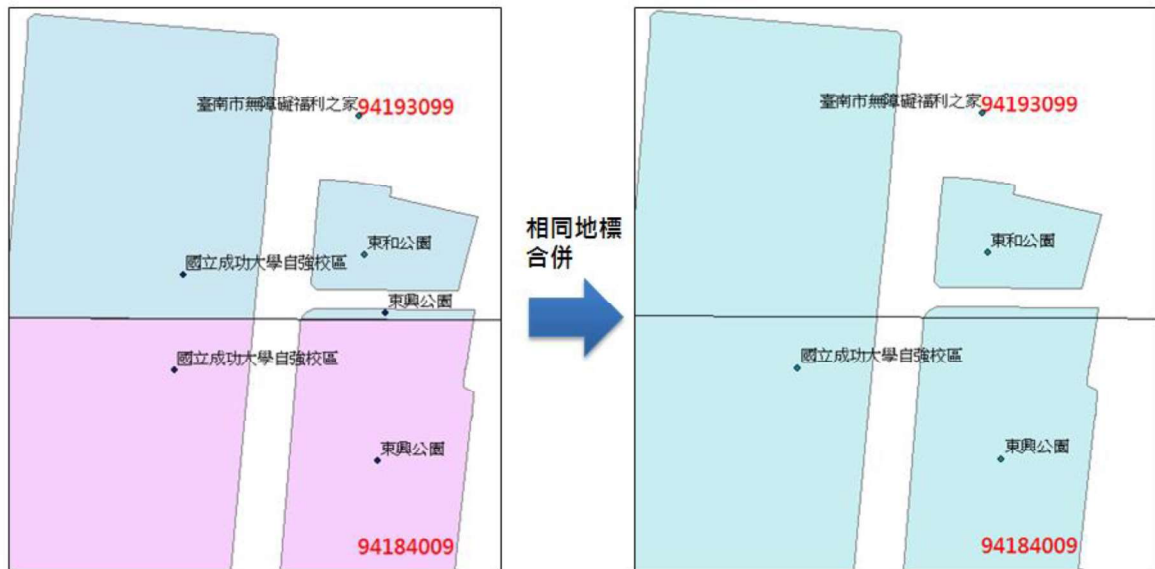 臺南市無障礙福利之家
94193099
東和公園
國立成功大學自強校區
東興公園
國立成功大學自強校區
東興公園
94184009
相同地標
合併
臺南市無障礙福利之家
94193099
東和公園
國立成功大學自強校區
東興公園
94184009